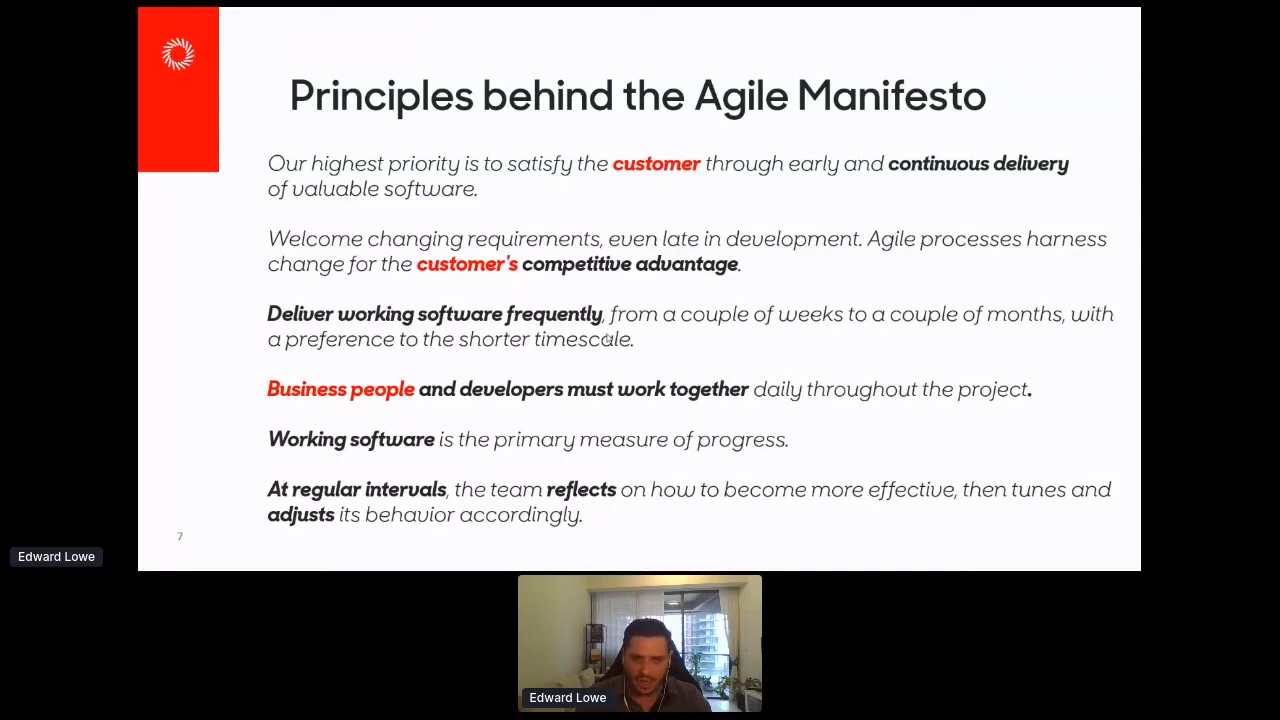 Principles behind the Agile Manifesto
Our highest priority is to satisfy the customer through early and continuous delivery
of valuable software.
Welcome changing requirements, even late in development. Agile processes harness
change for the customer's competitive advantage.
Deliver working software frequently, from a couple of weeks to a couple of months, with
a preference to the shorter timescale.
Business people and developers must work together daily throughout the project.
Working software is the primary measure of progress.
At regular intervals, the team reflects on how to become more effective, then tunes and
adjusts its behavior accordingly.
7
Edward Lowe
Edward Lowe